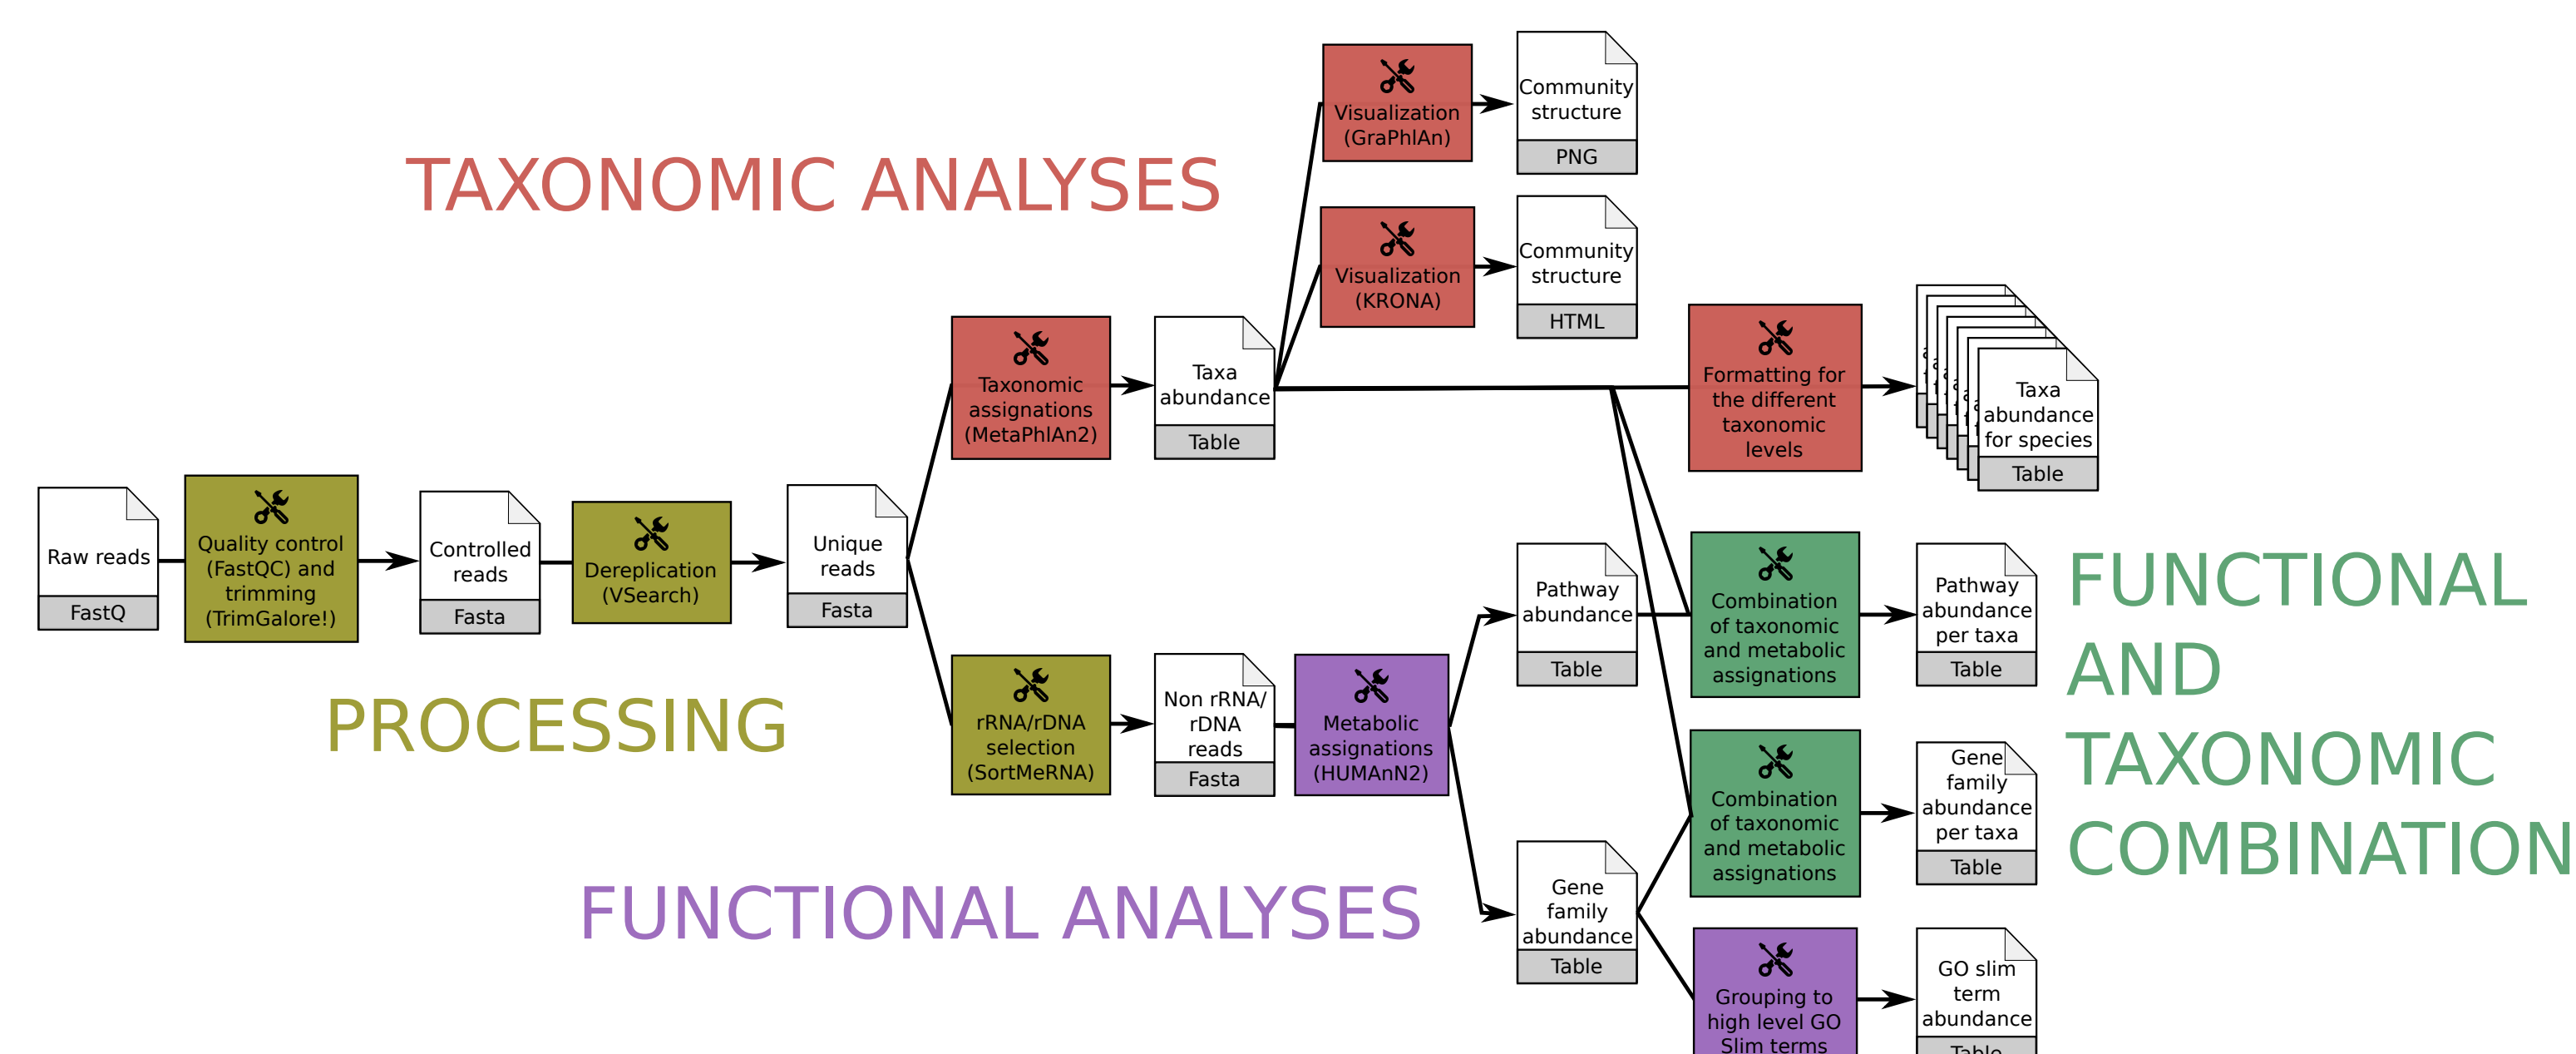 TAXONOMIC ANALYSES
Visualization
(GraPhlAn)
Community
structure
PNG
Visualization
(KRONA)
Community
structure
HTML
Taxonomic
assignations
(MetaPhlAn2)
Taxa
abundance
Table
Formatting for
the different
taxonomic
levels
Taxa
abundance
for species
Table
Raw reads
FastQ
Quality control
(FastQC) and
trimming
(TrimGalore!)
Controlled
reads
Fasta
Dereplication
(VSearch)
Unique
reads
Fasta
PROCESSING
rRNA/rDNA
selection
(SortMeRNA)
Non rRNA/
rDNA
reads
Fasta
Metabolic
assignations
(HUMAnN2)
Pathway
abundance
Table
Combination
of taxonomic
and metabolic
assignations
Pathway
abundance
per taxa
Table
FUNCTIONAL
AND
TAXONOMIC
COMBINATION
Combination
of taxonomic
and metabolic
assignations
Gene
family
abundance
per taxa
Table
FUNCTIONAL ANALYSES
Gene
family
abundance
Table
Grouping to
high level GO
Slim terms
GO slim
term
abundance
Table